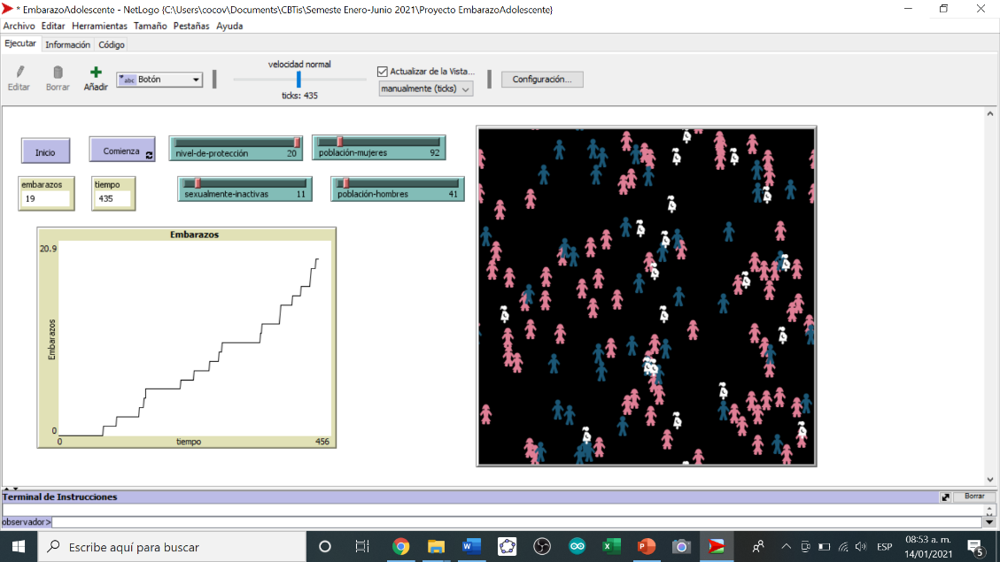 * EmbarazoAdolescente - NetLogo {C:\Users\cocov\Documents\CBTis\Semeste Enero-Junio 2021\Proyecto EmbarazoAdolescente}
Archivo Editar Herramientas Tamaño Pestañas Ayuda
Ejecutar Información Código
Editar Borrar Añadir abc Botón
velocidad normal
ticks: 435
Actualizar de la Vista...
manualmente (ticks)
Configuración...
Inicio Comienza
nivel-de-protección 20
población-mujeres 92
embarazos
19
tiempo
435
sexualmente-inactivas 11
población-hombres 41
Embarazos
20.9
Embarazos
0
0 tiempo 456
Terminal de Instrucciones Borrar
observador>
Escribe aquí para buscar
ESP
08:53 a. m.
14/01/2021
5